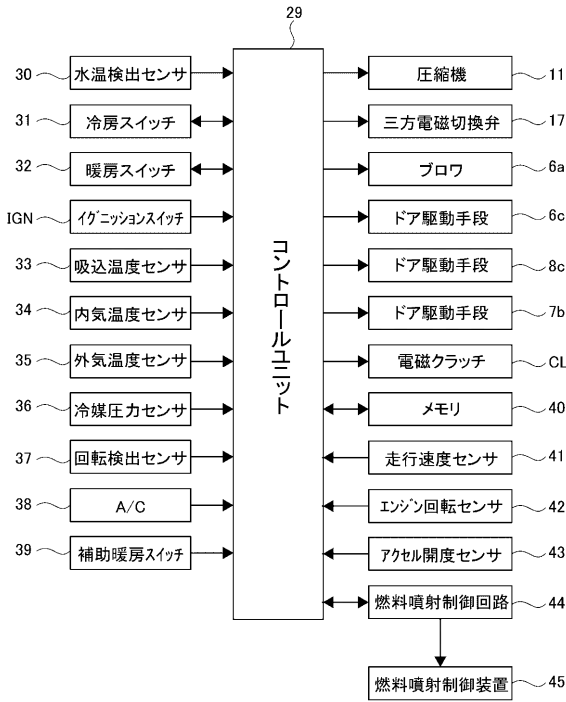 29
30 水温検出センサ
31 冷房スイッチ
32 暖房スイッチ
IGN イグニッションスイッチ
33 吸込温度センサ
34 内気温度センサ
35 外気温度センサ
36 冷媒圧力センサ
37 回転検出センサ
38 A/C
39 補助暖房スイッチ
コントロールユニット
圧縮機 11
三方電磁切換弁 17
ブロワ 6a
ドア駆動手段 6c
ドア駆動手段 8c
ドア駆動手段 7b
電磁クラッチ CL
メモリ 40
走行速度センサ 41
エンジン回転センサ 42
アクセル開度センサ 43
燃料噴射制御回路 44
燃料噴射制御装置 45